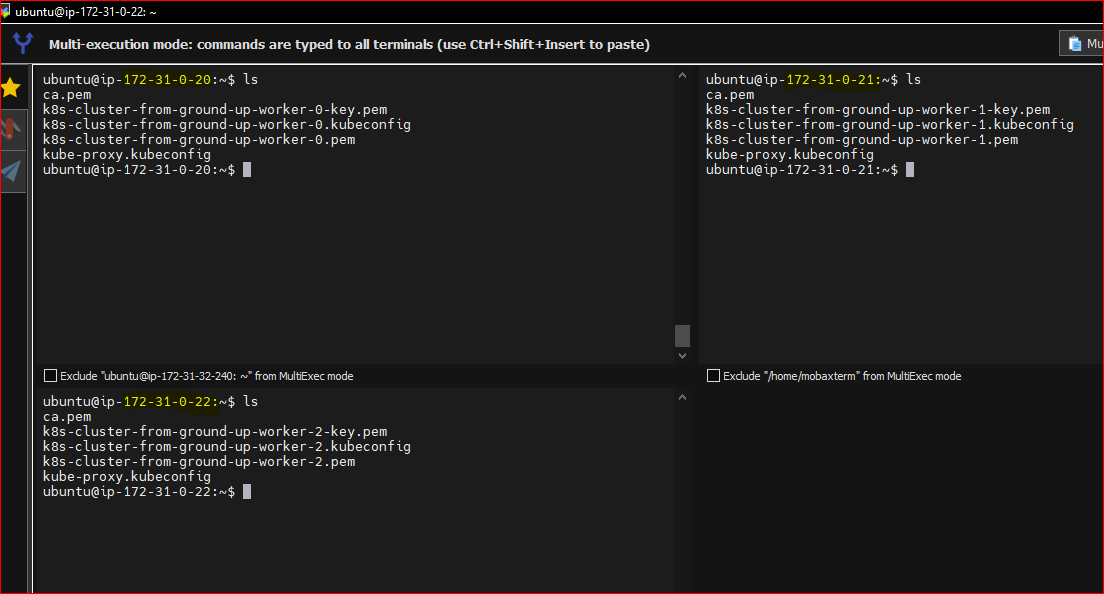 ubuntu@ip-172-31-0-22: ~
Multi-execution mode: commands are typed to all terminals (use Ctrl+Shift+Insert to paste)
Mu
ubuntu@ip-172-31-0-20:~$ ls
ca.pem
k8s-cluster-from-ground-up-worker-0-key.pem
k8s-cluster-from-ground-up-worker-0.kubeconfig
k8s-cluster-from-ground-up-worker-0.pem
kube-proxy.kubeconfig
ubuntu@ip-172-31-0-20:~$
ubuntu@ip-172-31-0-21:~$ ls
ca.pem
k8s-cluster-from-ground-up-worker-1-key.pem
k8s-cluster-from-ground-up-worker-1.kubeconfig
k8s-cluster-from-ground-up-worker-1.pem
kube-proxy.kubeconfig
ubuntu@ip-172-31-0-21:~$
Exclude "ubuntu@ip-172-31-32-240: ~" from MultiExec mode
Exclude "/home/mobaxterm" from MultiExec mode
ubuntu@ip-172-31-0-22:~$ ls
ca.pem
k8s-cluster-from-ground-up-worker-2-key.pem
k8s-cluster-from-ground-up-worker-2.kubeconfig
k8s-cluster-from-ground-up-worker-2.pem
kube-proxy.kubeconfig
ubuntu@ip-172-31-0-22:~$